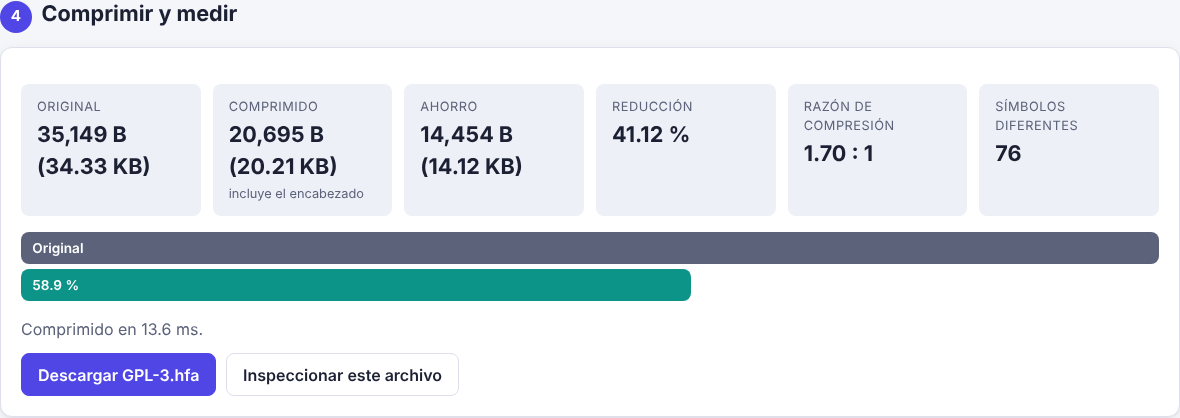 4 Comprimir y medir
ORIGINAL
35,149 B
(34.33 KB)
COMPRIMIDO
20,695 B
(20.21 KB)
incluye el encabezado
AHORRO
14,454 B
(14.12 KB)
REDUCCIÓN
41.12 %
RAZÓN DE
COMPRESIÓN
1.70 : 1
SÍMBOLOS
DIFERENTES
76
Original
58.9 %
Comprimido en 13.6 ms.
Descargar GPL-3.hfa
Inspeccionar este archivo